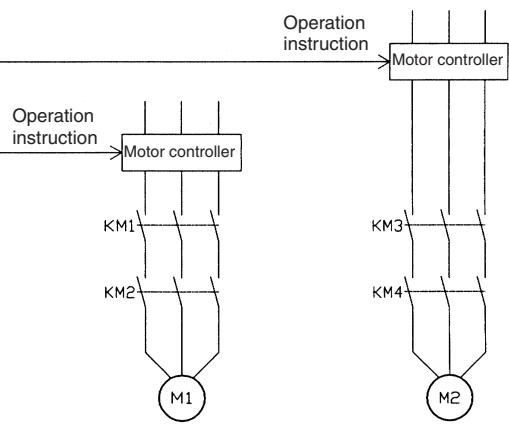 Operation
instruction
Motor controller
Operation
instruction
Motor controller
KM1
KM3
KM2
KM4
M1
M2